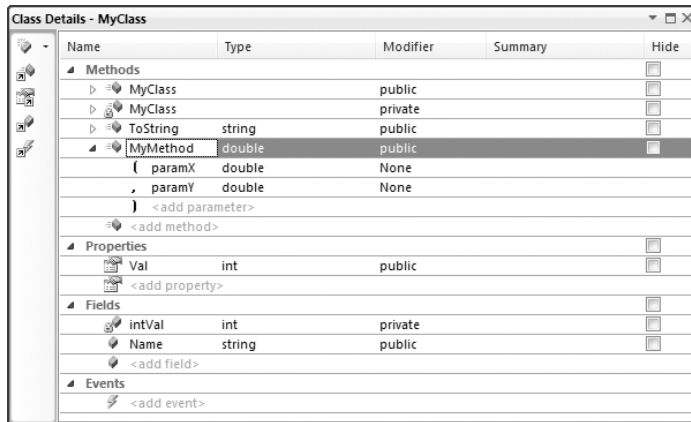 Class Details - MyClass
Name Type Modifier Summary Hide
Methods
MyClass public
MyClass private
ToString string public
MyMethod double public
( paramX double None
, paramY double None
) <add parameter>
<add method>
Properties
Val int public
<add property>
Fields
intVal int private
Name string public
<add field>
Events
<add event>